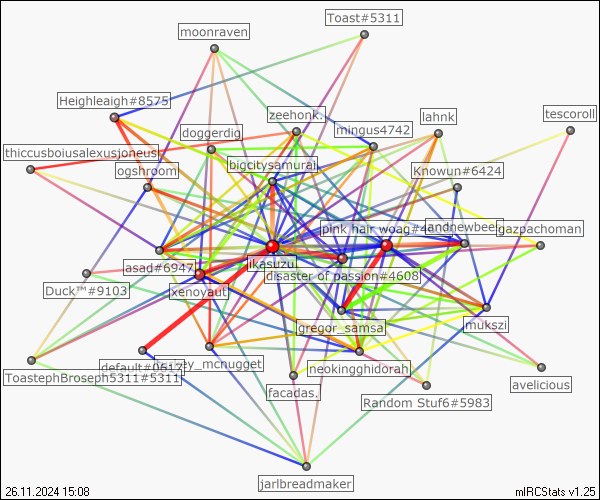 Toast#5311
moonraven
Heighleaigh#8575
zeehonk.
lahnk
tescoroll
doggerdig
mingus4742
thiccusboiusalexusjoneus
bigcitysamurai
ogshroom
Knowun#6424
pink hair woag#4
andnewbee
gazpachoman
ikasuzu
asad#6947
disaster of passion#4608
Duck™#9103
xenoyaut
gregor_samsa
mukszi
default#0617
_mcnugget
neokingghidorah
ToastephBroseph5311#5311
avelicious
facadas.
Random Stuf6#5983
jarlbreadmaker
26.11.2024 15:08
mIRCStats v1.25